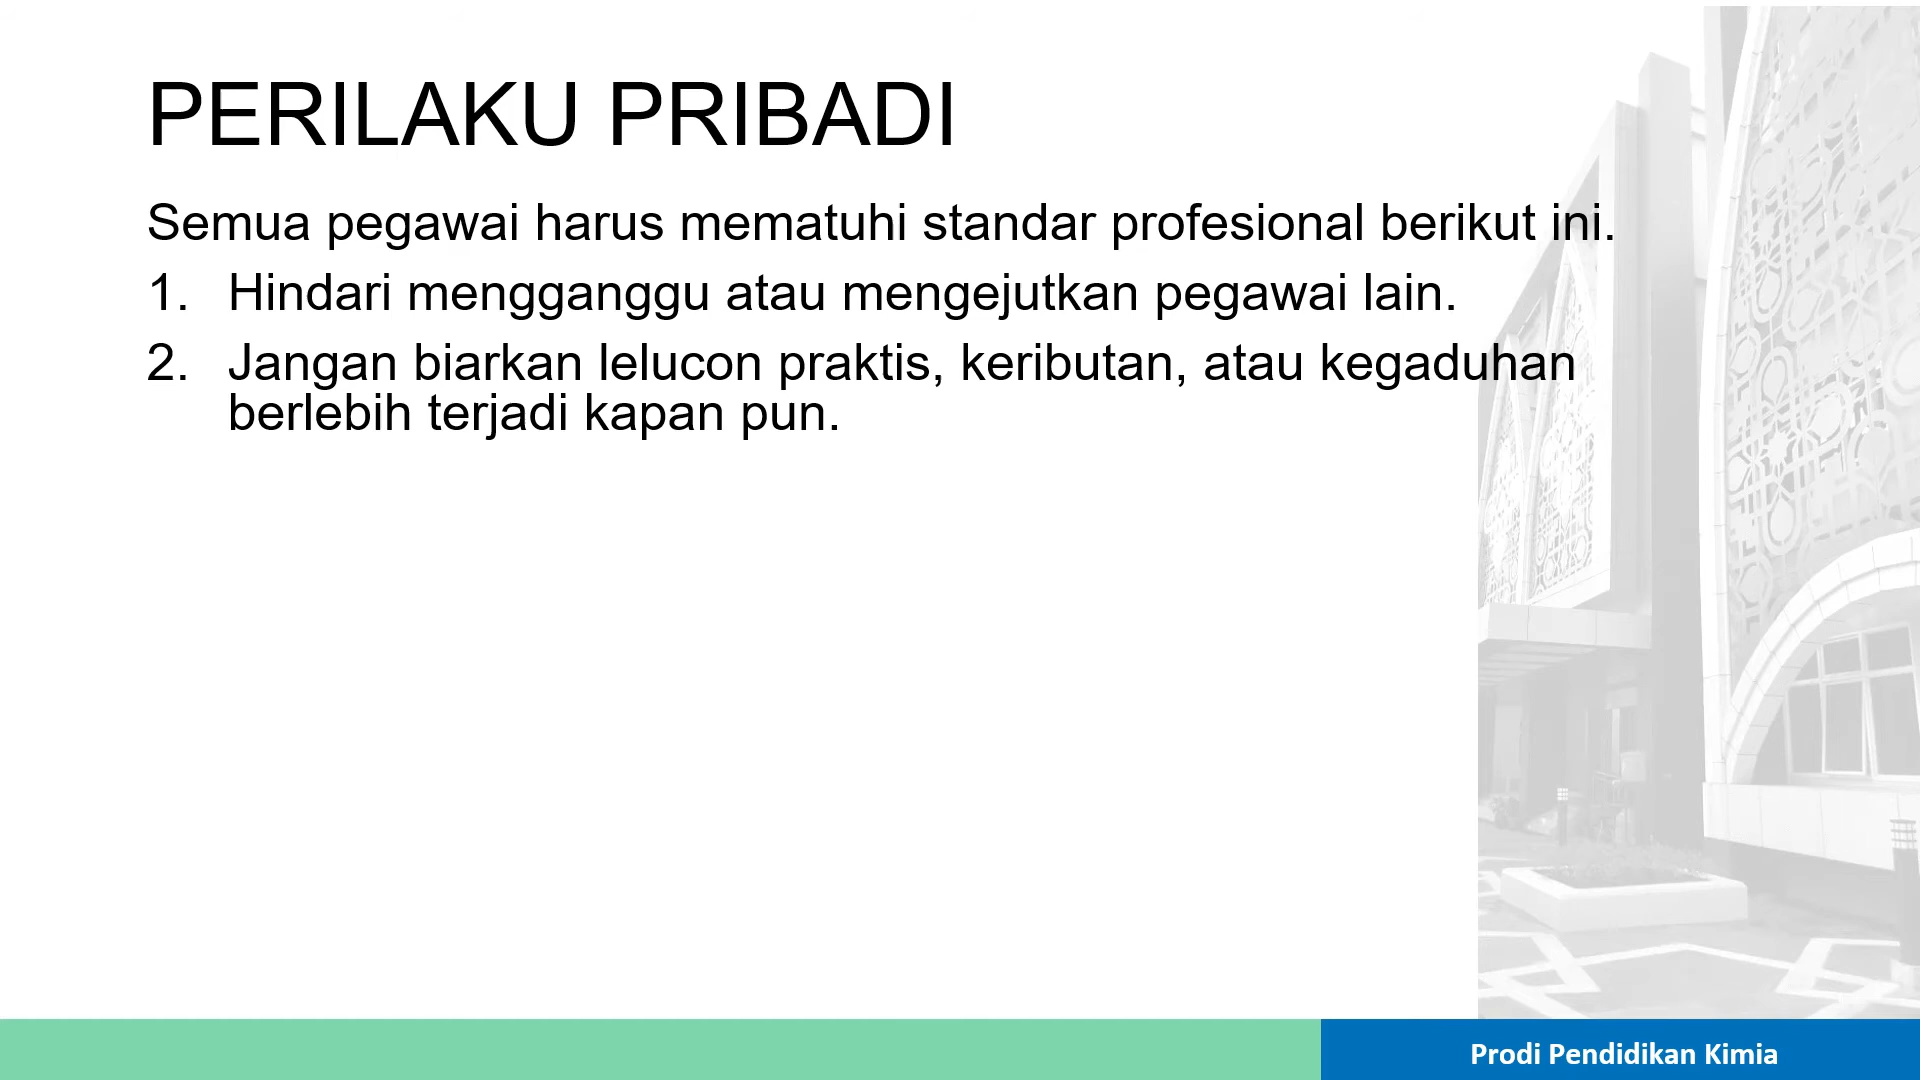 PERILAKU PRIBADI
Semua pegawai harus mematuhi standar profesional berikut ini.
1. Hindari mengganggu atau mengejutkan pegawai lain.
2. Jangan biarkan lelucon praktis, keributan, atau kegaduhan
berlebih terjadi kapan pun.
Prodi Pendidikan Kimia